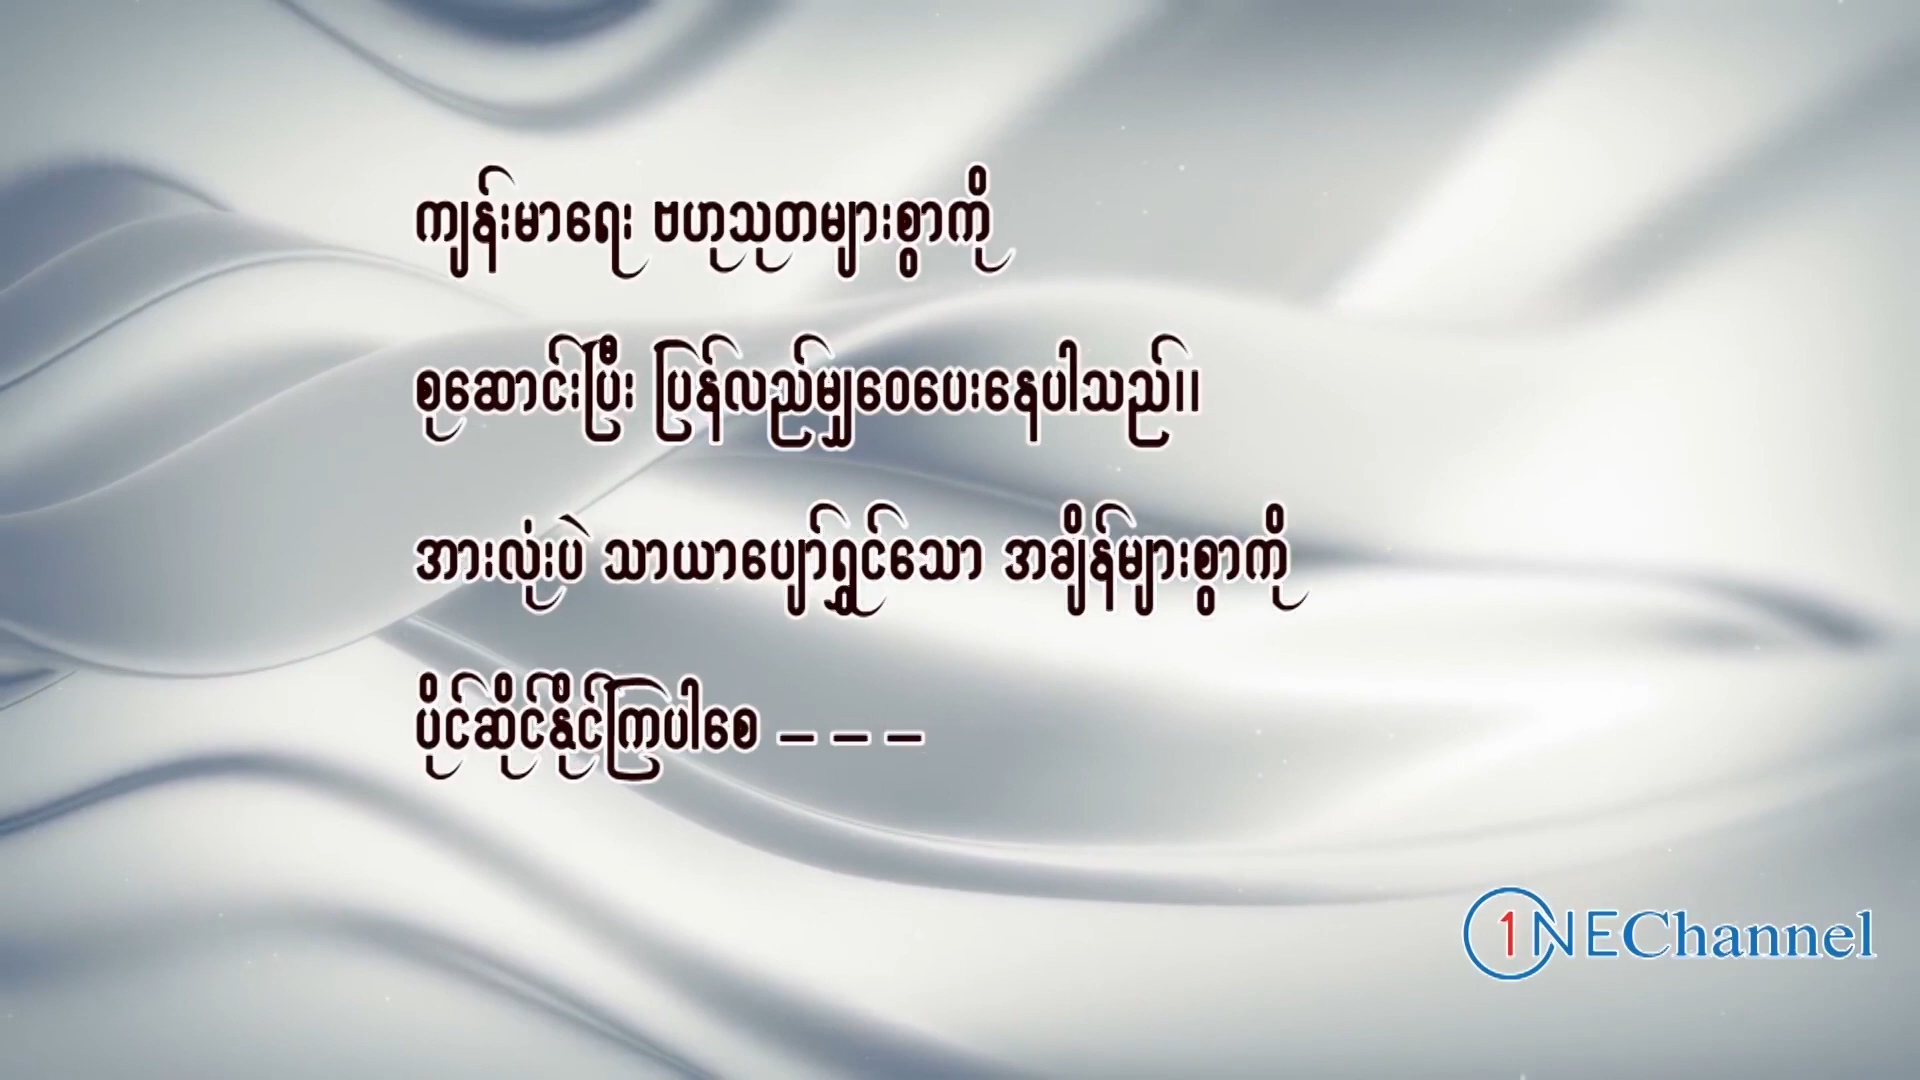 ကျန်းမာရေး ဗဟုသုတများစွာကို
စုဆောင်းပြီး ပြန်လည်မျှဝေပေးနေပါသည်။
အားလုံးပဲ သာယာပျော်ရွှင်သော အချိန်များစွာကို
ပိုင်ဆိုင်နိုင်ကြပါစေ – – –
1NEChannel